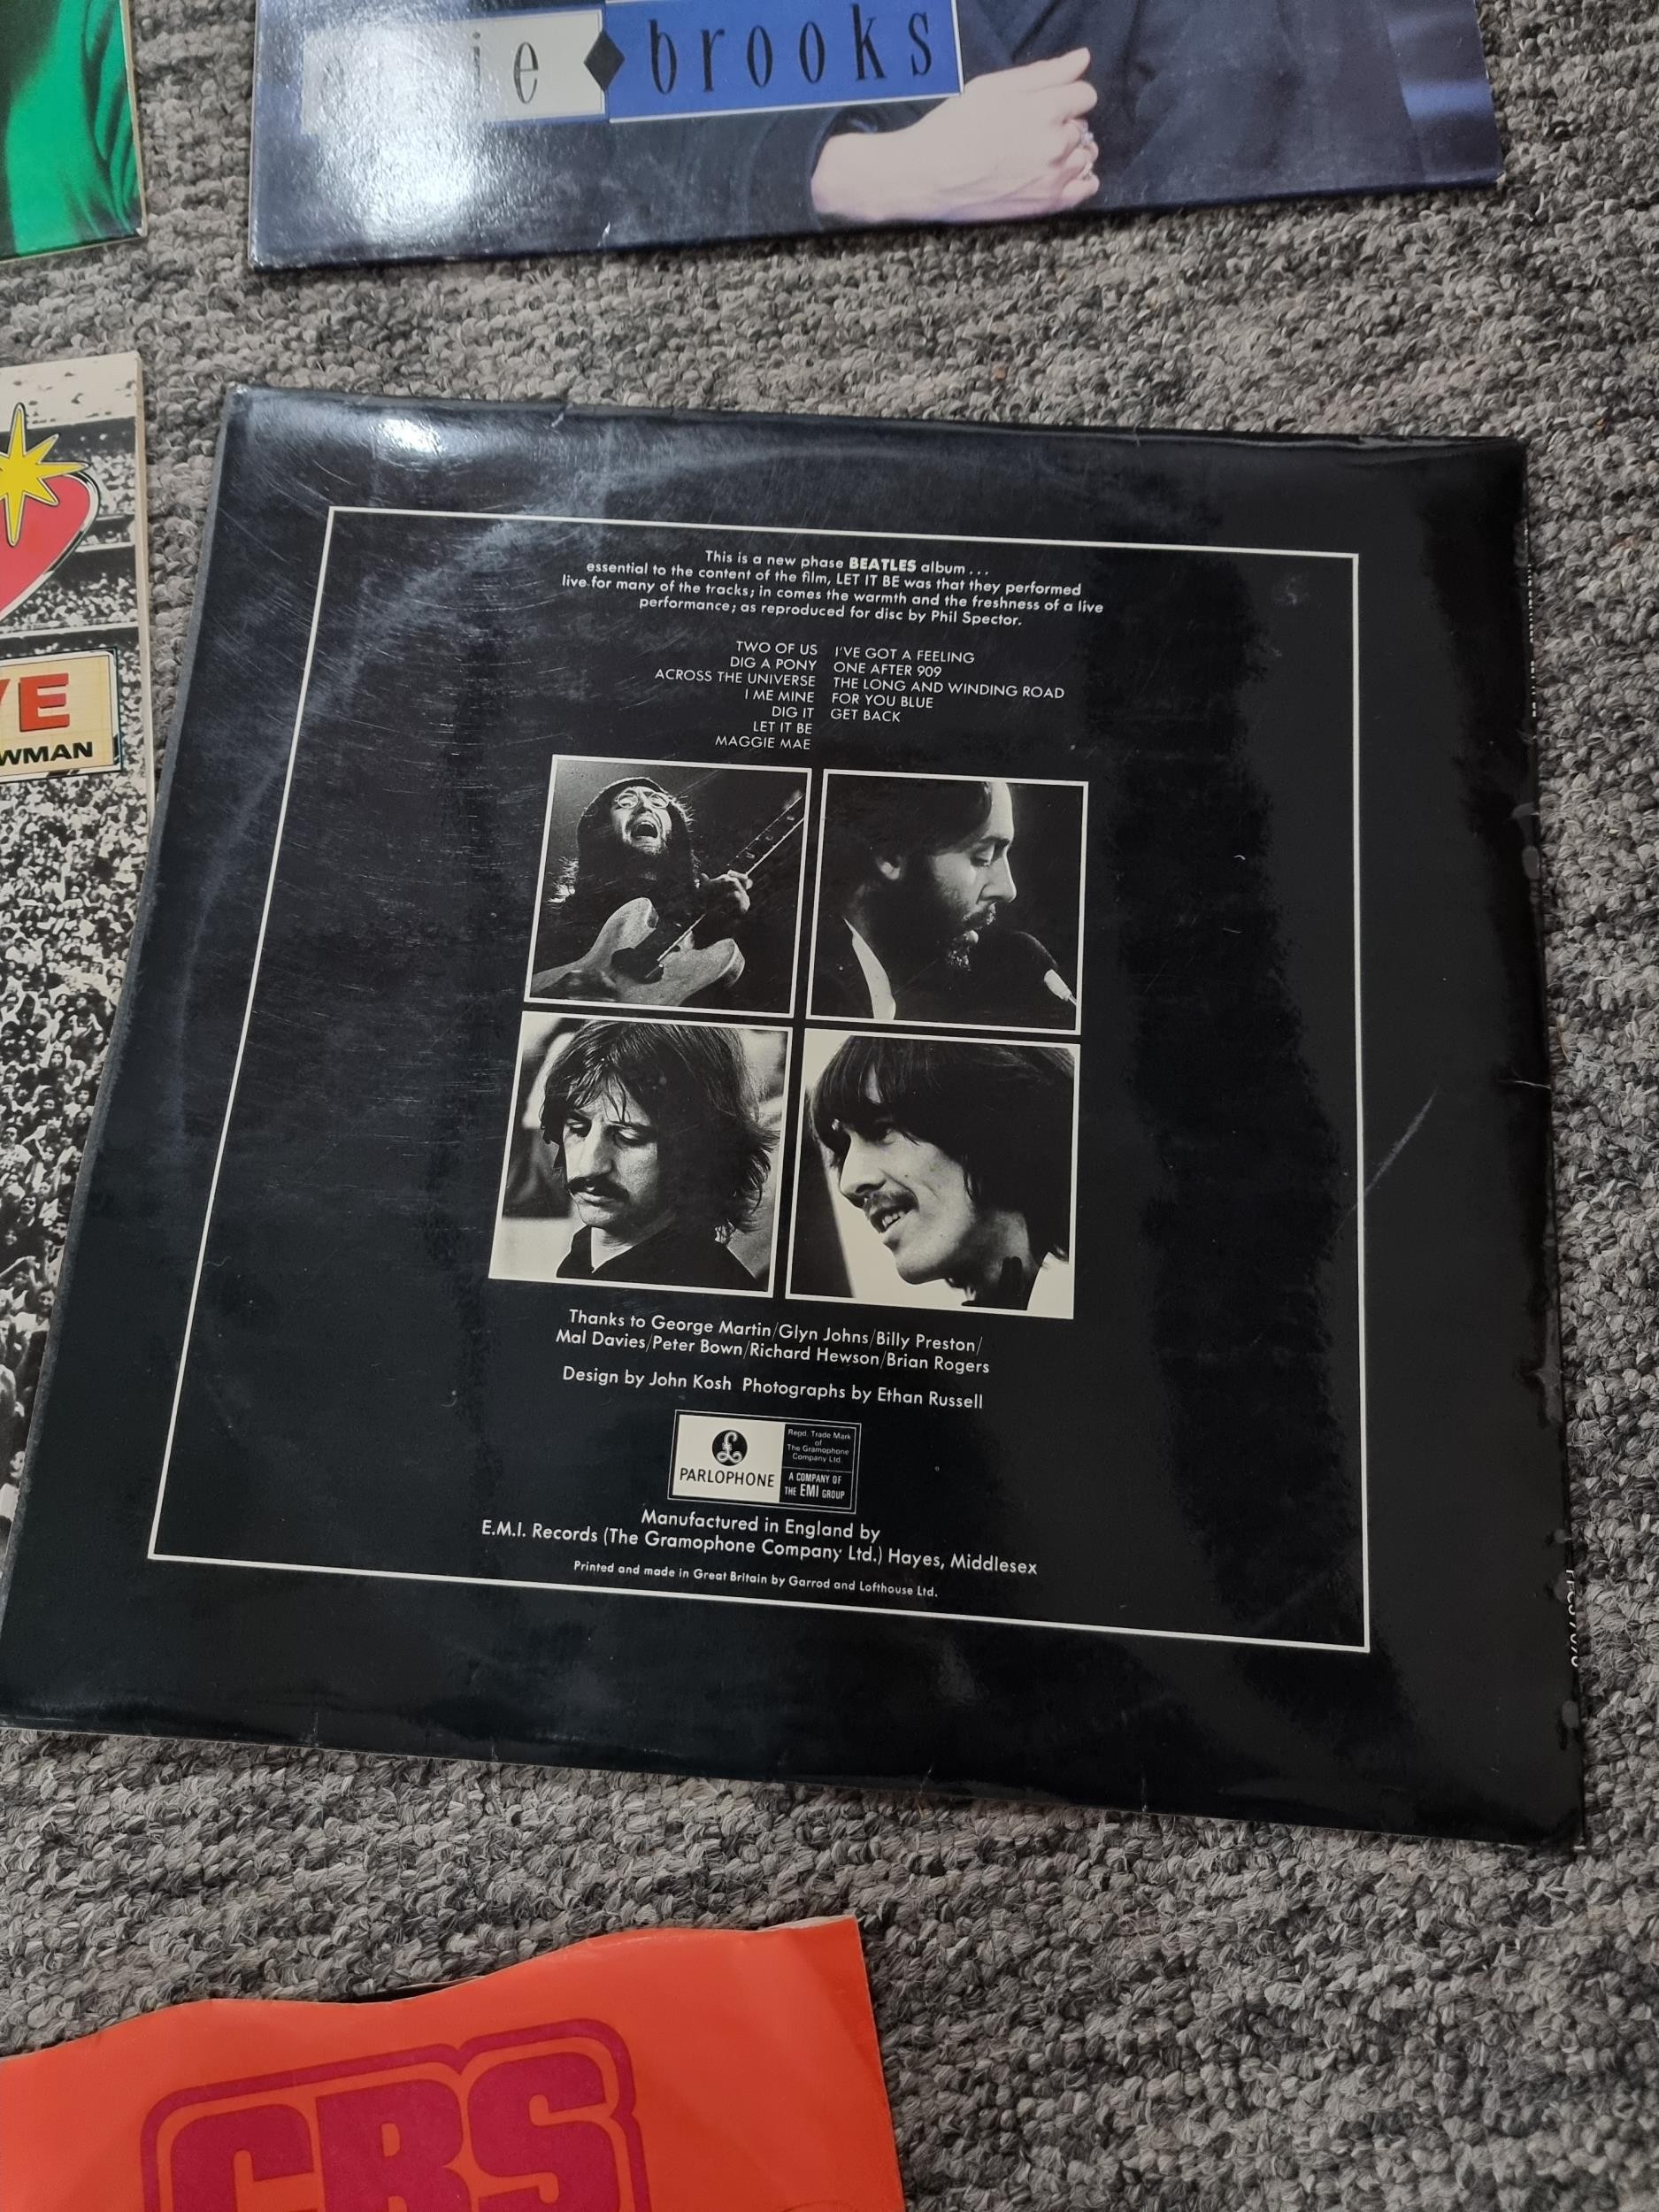 brooks
VE
WMAN
This is a new phase BEATLES album . . .
essential to the content of the film, LET IT BE was that they performed
live for many of the tracks; in comes the warmth and the freshness of a live
performance; as reproduced for disc by Phil Spector.
TWO OF US
DIG A PONY
ACROSS THE UNIVERSE
I ME MINE
DIG IT
LET IT BE
MAGGIE MAE
I'VE GOT A FEELING
ONE AFTER 909
THE LONG AND WINDING ROAD
FOR YOU BLUE
GET BACK
Thanks to George Martin/Glyn Johns/Billy Preston/
Mal Davies/Peter Bown/Richard Hewson/Brian Rogers
Design by John Kosh Photographs by Ethan Russell
PARLOPHONE
Regd. Trade Mark
of
The Gramophone
Company Ltd.
A COMPANY OF
THE EMI GROUP
Manufactured in England by
E.M.I. Records (The Gramophone Company Ltd.) Hayes, Middlesex
Printed and made in Great Britain by Garrod and Lofthouse Ltd.
CBS